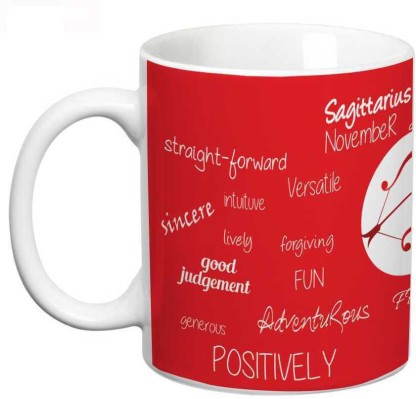 Sagittarius
NovembeR
straight-forward
Versatile
intuitive
sincere
lively
forgiving
good
judgement
FUN
generous
AdventuRous
POSITIVELY